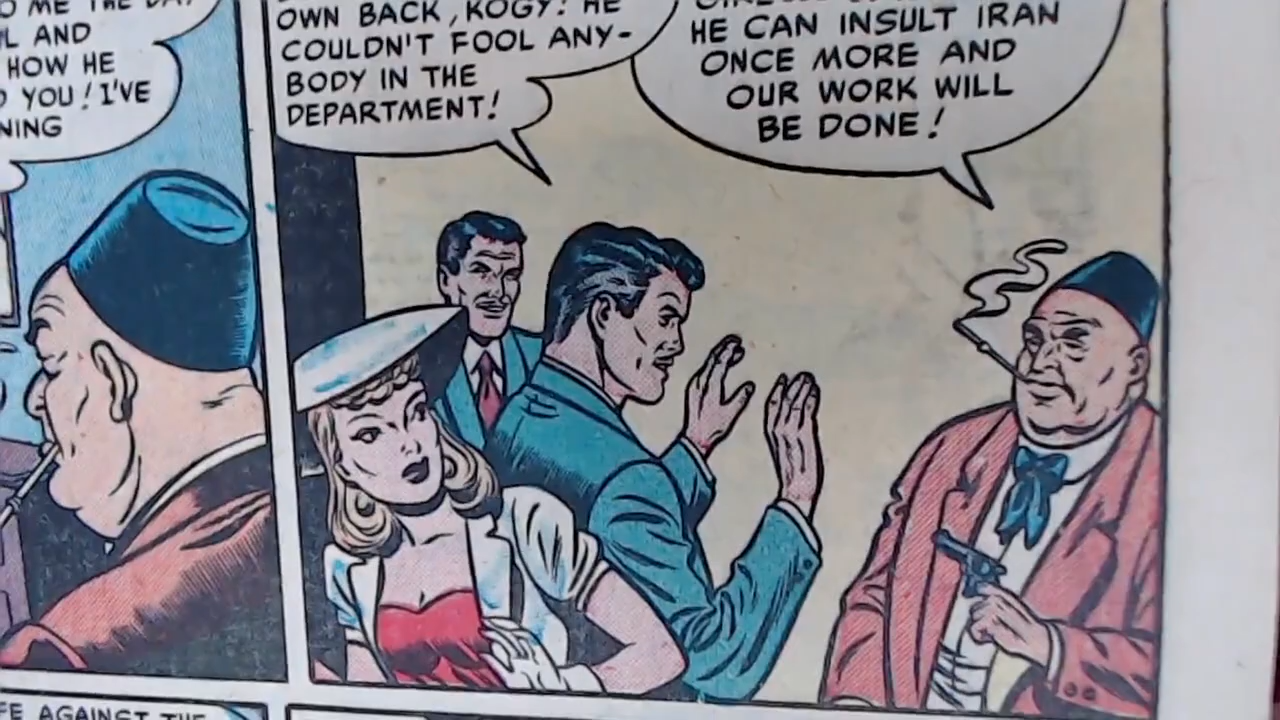 ME THE DAY
AND
HOW HE
YOU! I'VE
OWN BACK, KOGY! HE
COULDN'T FOOL ANY-
BODY IN THE
DEPARTMENT!
HE CAN INSULT IRAN
ONCE MORE AND
OUR WORK WILL
BE DONE!
AGAINST THE